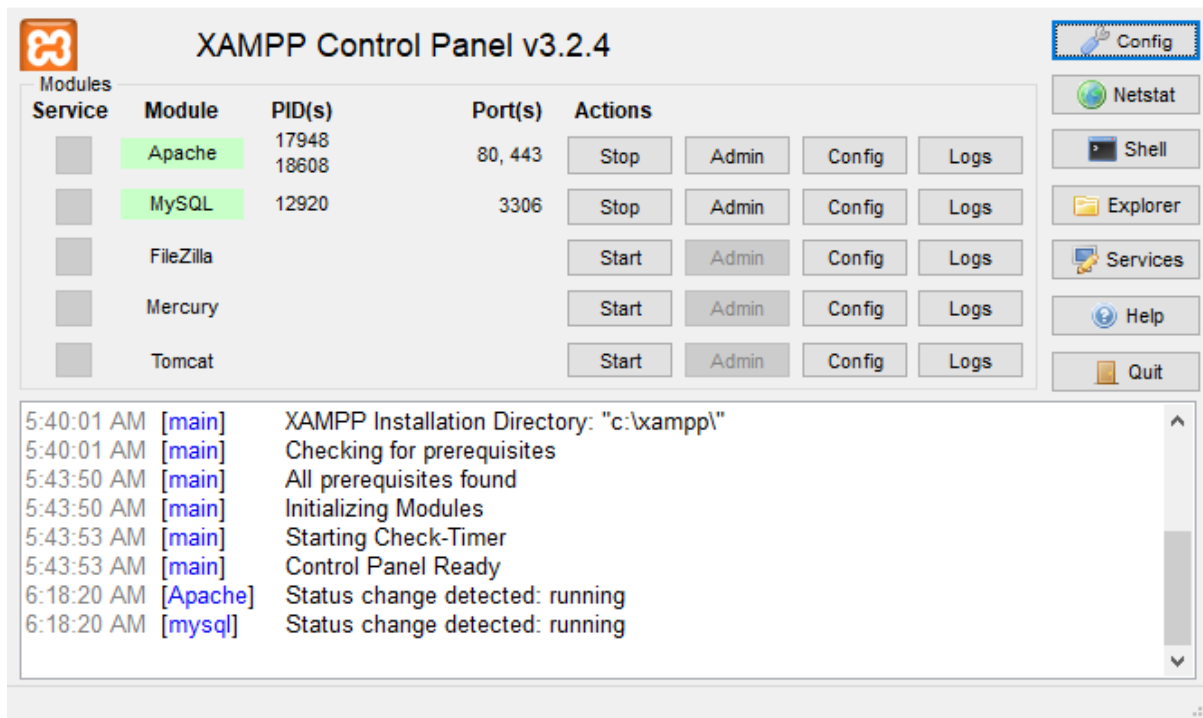 XAMPP Control Panel v3.2.4
Config
Modules
Service Module PID(s) Port(s) Actions
Netstat
Apache 17948 18608 80, 443 Stop Admin Config Logs
Shell
MySQL 12920 3306 Stop Admin Config Logs
Explorer
FileZilla Start Admin Config Logs
Services
Mercury Start Admin Config Logs
Help
Tomcat Start Admin Config Logs
Quit
5:40:01 AM [main] XAMPP Installation Directory: "c:\xampp\"
5:40:01 AM [main] Checking for prerequisites
5:43:50 AM [main] All prerequisites found
5:43:50 AM [main] Initializing Modules
5:43:53 AM [main] Starting Check-Timer
5:43:53 AM [main] Control Panel Ready
6:18:20 AM [Apache] Status change detected: running
6:18:20 AM [mysql] Status change detected: running